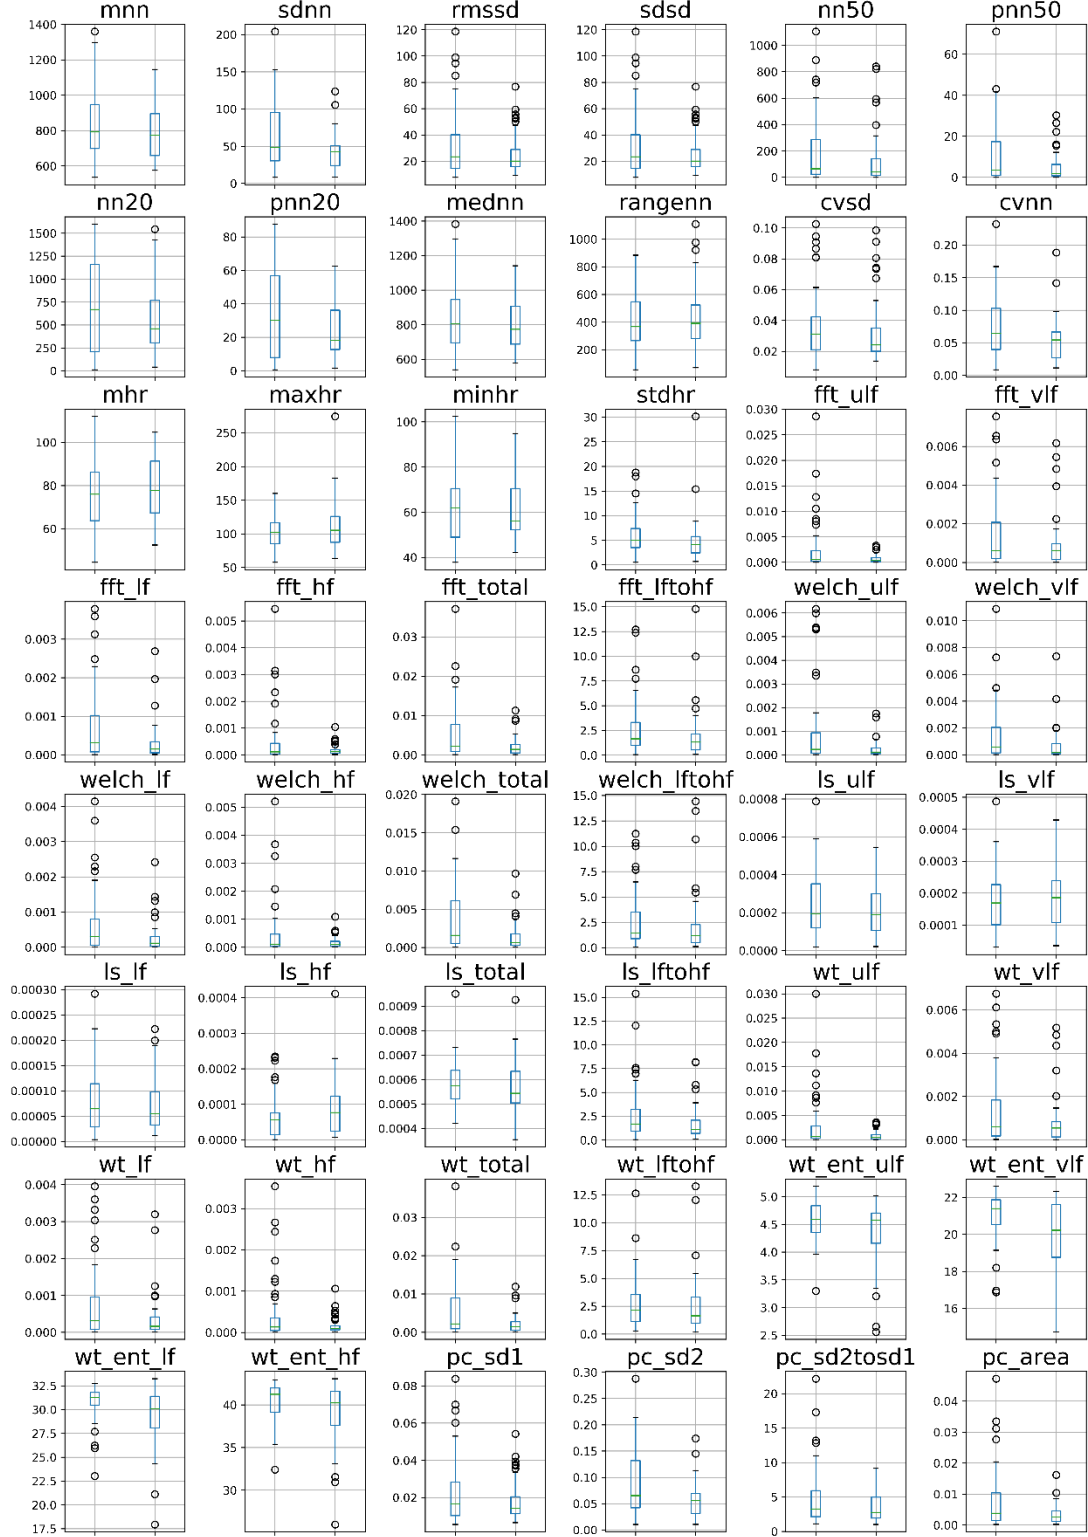 mnn sdnn rmssd sdsd nn50 pnn50
1400 1200 1000 800 600
200 150 100 50 0
120 100 80 60 40 20
120 100 80 60 40 20
1000 800 600 400 200 0
60 40 20 0
nn20 pnn20 mednn rangenn cvsd cvnn
1500 1250 1000 750 500 250 0
80 60 40 20 0
1400 1200 1000 800 600
1000 800 600 400 200
0.10 0.08 0.06 0.04 0.02
0.20 0.15 0.10 0.05 0.00
mhr maxhr minhr stdhr fft_ulf fft_vlf
100 80 60
250 200 150 100 50
100 80 60 40
30 25 20 15 10 5 0
0.030 0.025 0.020 0.015 0.010 0.005 0.000
0.006 0.004 0.002 0.000
fft_lf fft_hf fft_total fft_lftohf welch_ulf welch_vlf
0.003 0.002 0.001 0.000
0.005 0.004 0.003 0.002 0.001 0.000
0.03 0.02 0.01 0.00
15.0 12.5 10.0 7.5 5.0 2.5 0.0
0.006 0.005 0.004 0.003 0.002 0.001 0.000
0.010 0.008 0.006 0.004 0.002 0.000
welch_lf welch_hf welch_total welch_lftohf ls_ulf ls_vlf
0.004 0.003 0.002 0.001 0.000
0.005 0.004 0.003 0.002 0.001 0.000
0.020 0.015 0.010 0.005 0.000
15.0 12.5 10.0 7.5 5.0 2.5 0.0
0.0008 0.0006 0.0004 0.0002 0.0000
0.0005 0.0004 0.0003 0.0002 0.0001
ls_lf ls_hf ls_total ls_lftohf wt_ulf wt_vlf
0.00030 0.00025 0.00020 0.00015 0.00010 0.00005 0.00000
0.0004 0.0003 0.0002 0.0001 0.0000
0.0009 0.0008 0.0007 0.0006 0.0005 0.0004
15.0 12.5 10.0 7.5 5.0 2.5 0.0
0.030 0.025 0.020 0.015 0.010 0.005 0.000
0.006 0.004 0.002 0.000
wt_lf wt_hf wt_total wt_lftohf wt_ent_ulf wt_ent_vlf
0.004 0.003 0.002 0.001 0.000
0.003 0.002 0.001 0.000
0.03 0.02 0.01 0.00
12.5 10.0 7.5 5.0 2.5 0.0
5.0 4.5 4.0 3.5 3.0 2.5
22 20 18 16
wt_ent_lf wt_ent_hf pc_sd1 pc_sd2 pc_sd2tosd1 pc_area
32.5 30.0 27.5 25.0 22.5 20.0 17.5
40 35 30
0.08 0.06 0.04 0.02
0.30 0.25 0.20 0.15 0.10 0.05 0.00
20 15 10 5 0
0.04 0.03 0.02 0.01 0.00